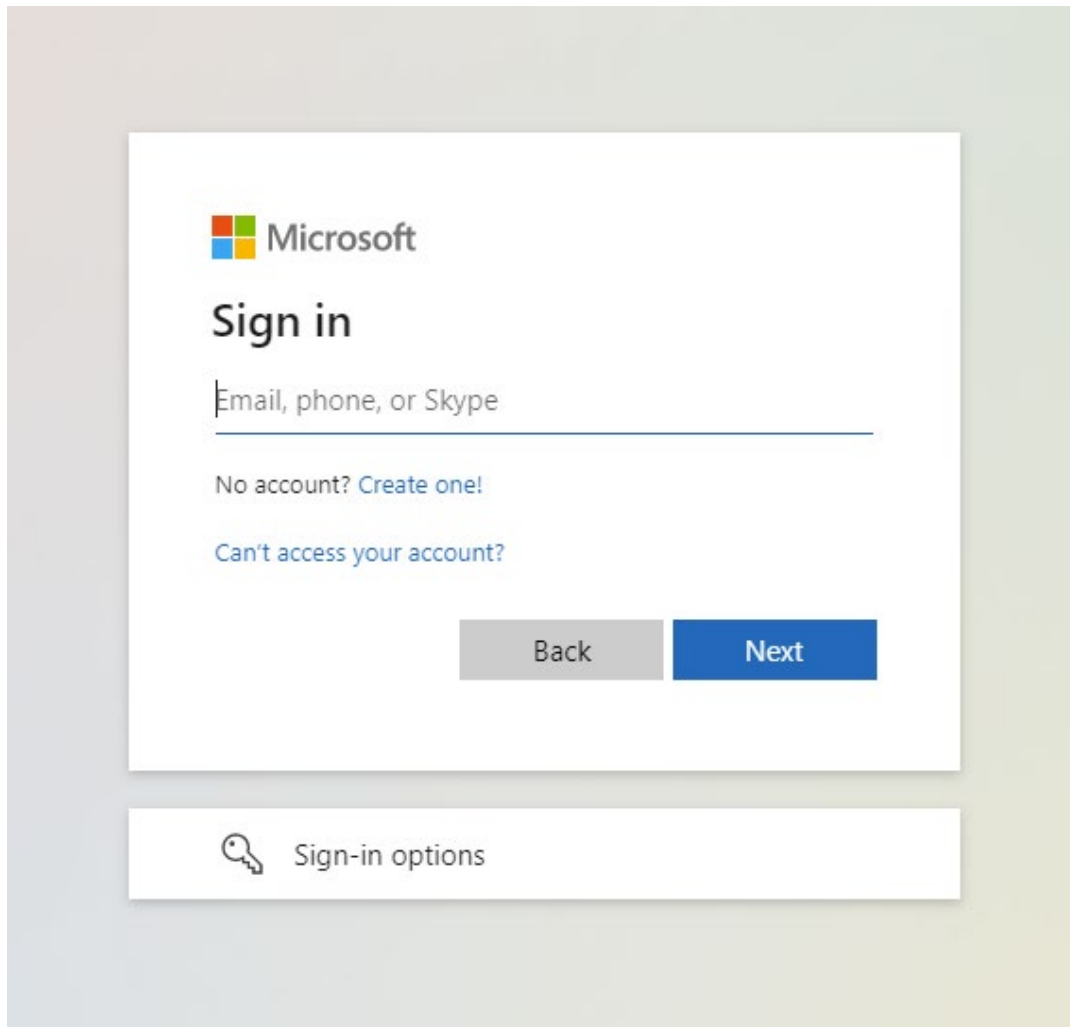 Microsoft
Sign in
Email, phone, or Skype
No account? Create one!
Can't access your account?
Back Next
Sign-in options